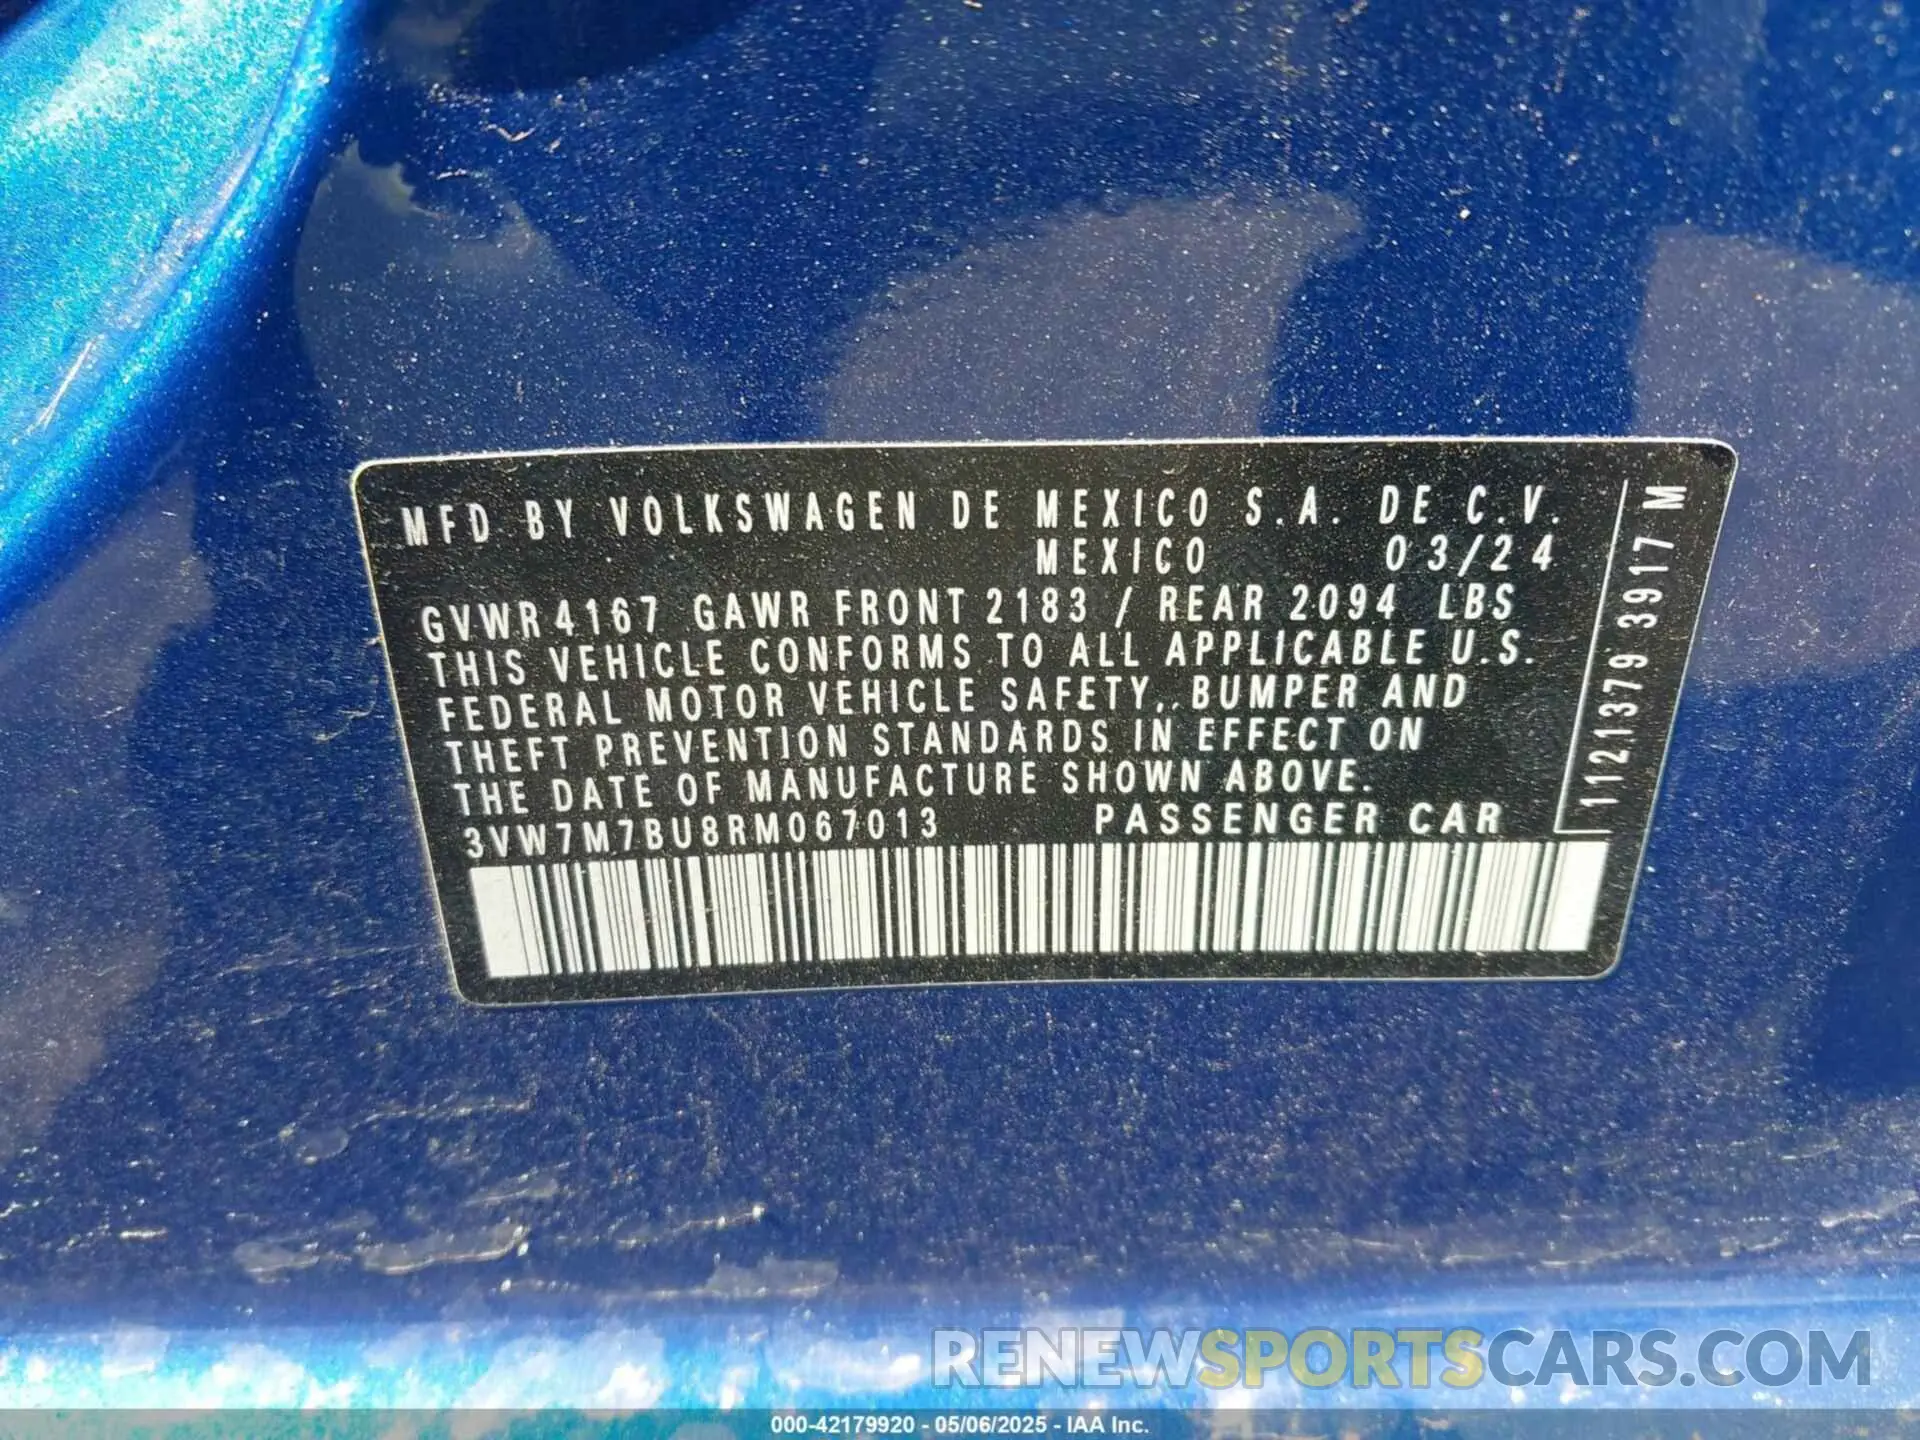 MFD BY VOLKSWAGEN DE MEXICO S.A. DE C.V.
MEXICO 03/24
GVWR 4167 GAWR FRONT 2183 / REAR 2094 LBS
THIS VEHICLE CONFORMS TO ALL APPLICABLE U.S.
FEDERAL MOTOR VEHICLE SAFETY, BUMPER AND
THEFT PREVENTION STANDARDS IN EFFECT ON
THE DATE OF MANUFACTURE SHOWN ABOVE.
3VW7M7BU8RM067013 PASSENGER CAR
1121379 3917 M
RENEWSPORTSCARS.COM
000-42179920 - 05/06/2025 - IAA Inc.